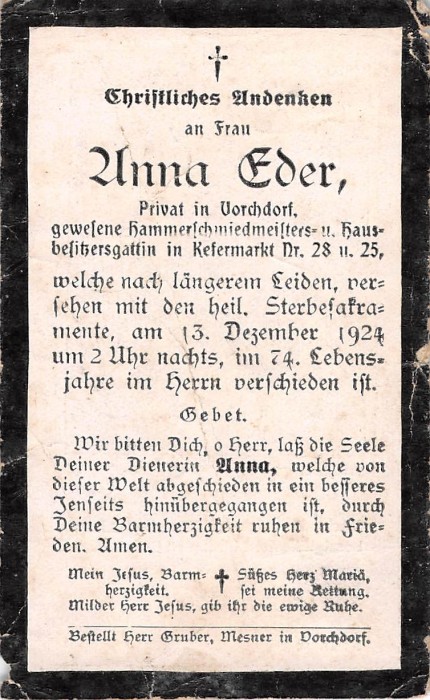 Christliches Andenken
an Frau
Anna Eder,
Privat in Vorchdorf,
gewesene Hammerschmiedmeisters- u. Haus-
besitzersgattin in Kefermarkt Nr. 28 u. 25,
welche nach längerem Leiden, ver-
sehen mit den heil. Sterbesakra-
mente, am 13. Dezember 1924
um 2 Uhr nachts, im 74. Lebens-
jahre im Herrn verschieden ist.
Gebet.
Wir bitten Dich, o Herr, laß die Seele
Deiner Dienerin Anna, welche von
dieser Welt abgeschieden in ein besseres
Jenseits hinübergegangen ist, durch
Deine Barmherzigkeit ruhen in Frie-
den. Amen.
Mein Jesus, Barm-
herzigkeit.
Süßes Herz Mariä,
sei meine Rettung.
Milder Herr Jesus, gib ihr die ewige Ruhe.
Bestellt Herr Gruber, Mesner in Vorchdorf.